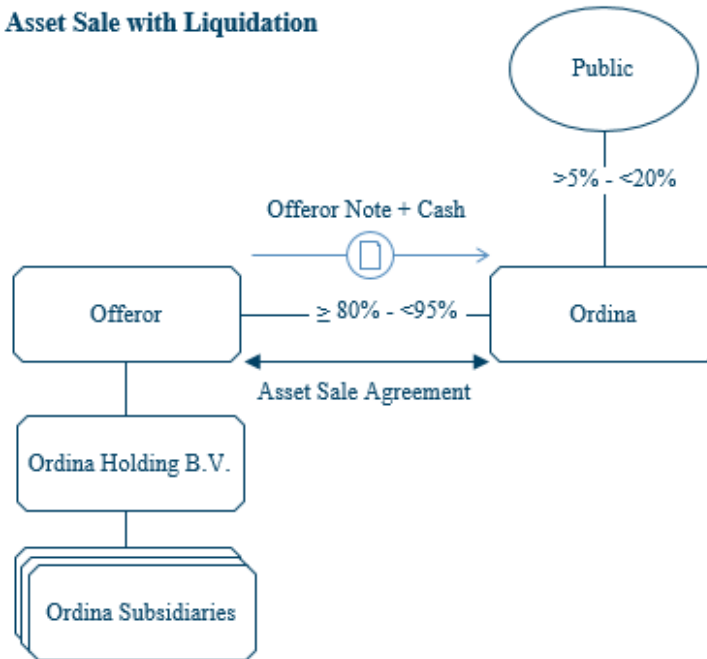 Asset Sale with Liquidation
Public
>5% - <20%
Offeror Note + Cash
Offeror
≥ 80% - <95%
Ordina
Asset Sale Agreement
Ordina Holding B.V.
Ordina Subsidiaries